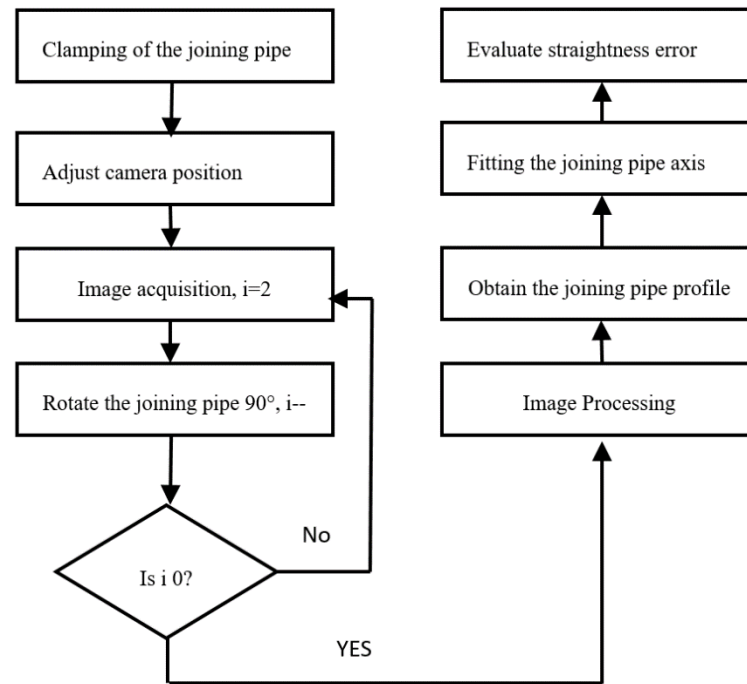 Clamping of the joining pipe
Adjust camera position
Image acquisition, i=2
Rotate the joining pipe 90°, i--
Is i 0?
No
YES
Image Processing
Obtain the joining pipe profile
Fitting the joining pipe axis
Evaluate straightness error